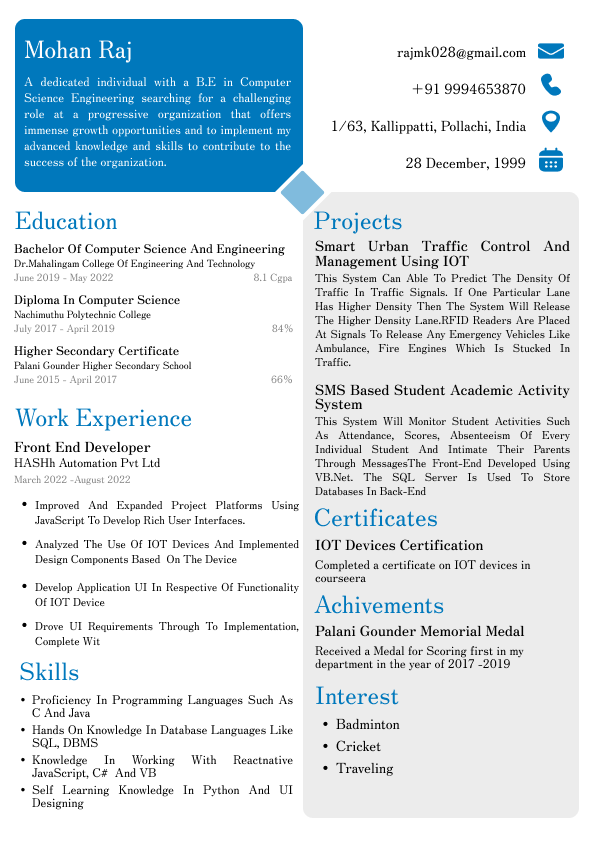 Mohan Raj
A dedicated individual with a B.E in Computer
Science Engineering searching for a challenging
role at a progressive organization that offers
immense growth opportunities and to implement my
advanced knowledge and skills to contribute to the
success of the organization.
rajmk028@gmail.com
+91 9994653870
1/63, Kallippatti, Pollachi, India
28 December, 1999
Education
Bachelor Of Computer Science And Engineering
Dr.Mahalingam College Of Engineering And Technology
June 2019 - May 2022 8.1 Cgpa
Diploma In Computer Science
Nachimuthu Polytechnic College
July 2017 - April 2019 84%
Higher Secondary Certificate
Palani Gounder Higher Secondary School
June 2015 - April 2017 66%
Work Experience
Front End Developer
HASHh Automation Pvt Ltd
March 2022 -August 2022
• Improved And Expanded Project Platforms Using
JavaScript To Develop Rich User Interfaces.
• Analyzed The Use Of IOT Devices And Implemented
Design Components Based On The Device
• Develop Application UI In Respective Of Functionality
Of IOT Device
• Drove UI Requirements Through To Implementation,
Complete Wit
Skills
• Proficiency In Programming Languages Such As
C And Java
• Hands On Knowledge In Database Languages Like
SQL, DBMS
• Knowledge In Working With Reactnative
JavaScript, C# And VB
• Self Learning Knowledge In Python And UI
Designing
Projects
Smart Urban Traffic Control And
Management Using IOT
This System Can Able To Predict The Density Of
Traffic In Traffic Signals. If One Particular Lane
Has Higher Density Then The System Will Release
The Higher Density Lane.RFID Readers Are Placed
At Signals To Release Any Emergency Vehicles Like
Ambulance, Fire Engines Which Is Stucked In
Traffic.
SMS Based Student Academic Activity
System
This System Will Monitor Student Activities Such
As Attendance, Scores, Absenteeism Of Every
Individual Student And Intimate Their Parents
Through MessagesThe Front-End Developed Using
VB.Net. The SQL Server Is Used To Store
Databases In Back-End
Certificates
IOT Devices Certification
Completed a certificate on IOT devices in
courseera
Achivements
Palani Gounder Memorial Medal
Received a Medal for Scoring first in my
department in the year of 2017 -2019
Interest
• Badminton
• Cricket
• Traveling